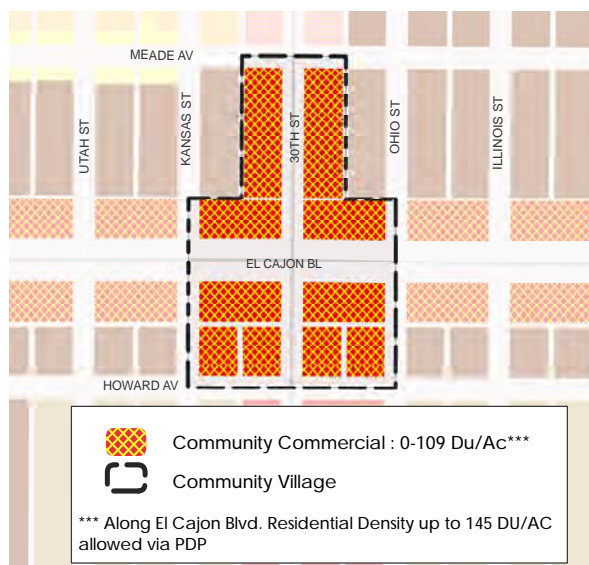 MEADE AV
UTAH ST
KANSAS ST
30TH ST
OHIO ST
ILLINOIS ST
EL CAJON BL
HOWARD AV
Community Commercial : 0-109 Du/Ac***
Community Village
*** Along El Cajon Blvd. Residential Density up to 145 DU/AC
allowed via PDP